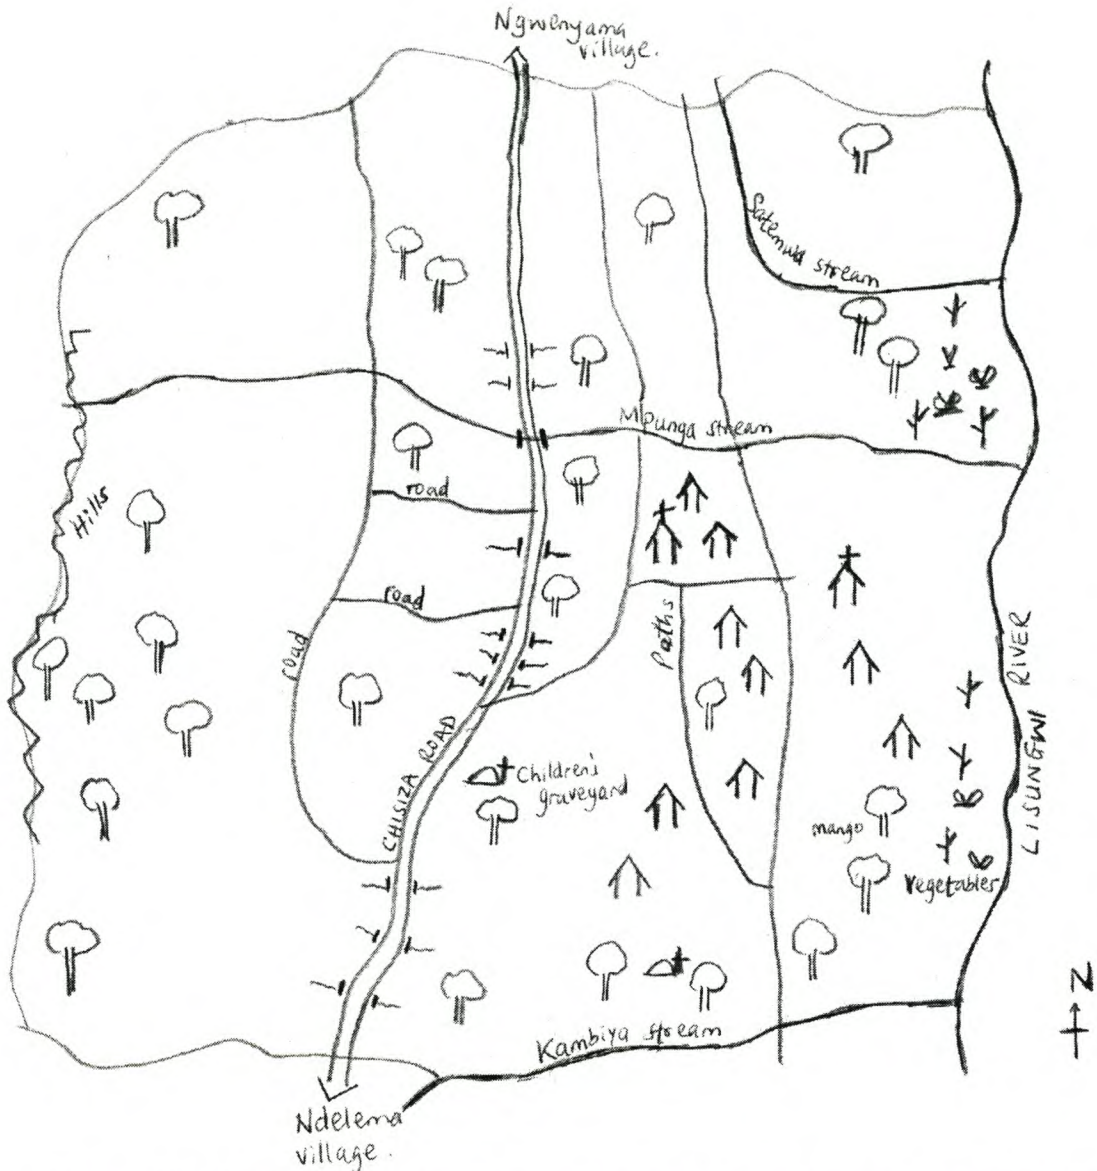 Ngwenyama
village.
Satemwa stream
Mpunga stream
road
Hills
road
road
Paths
CHISIZA ROAD
LISUNGWI RIVER
Children's
graveyard
mango
vegetables
Kambiya stream
N
Ndelema
village.